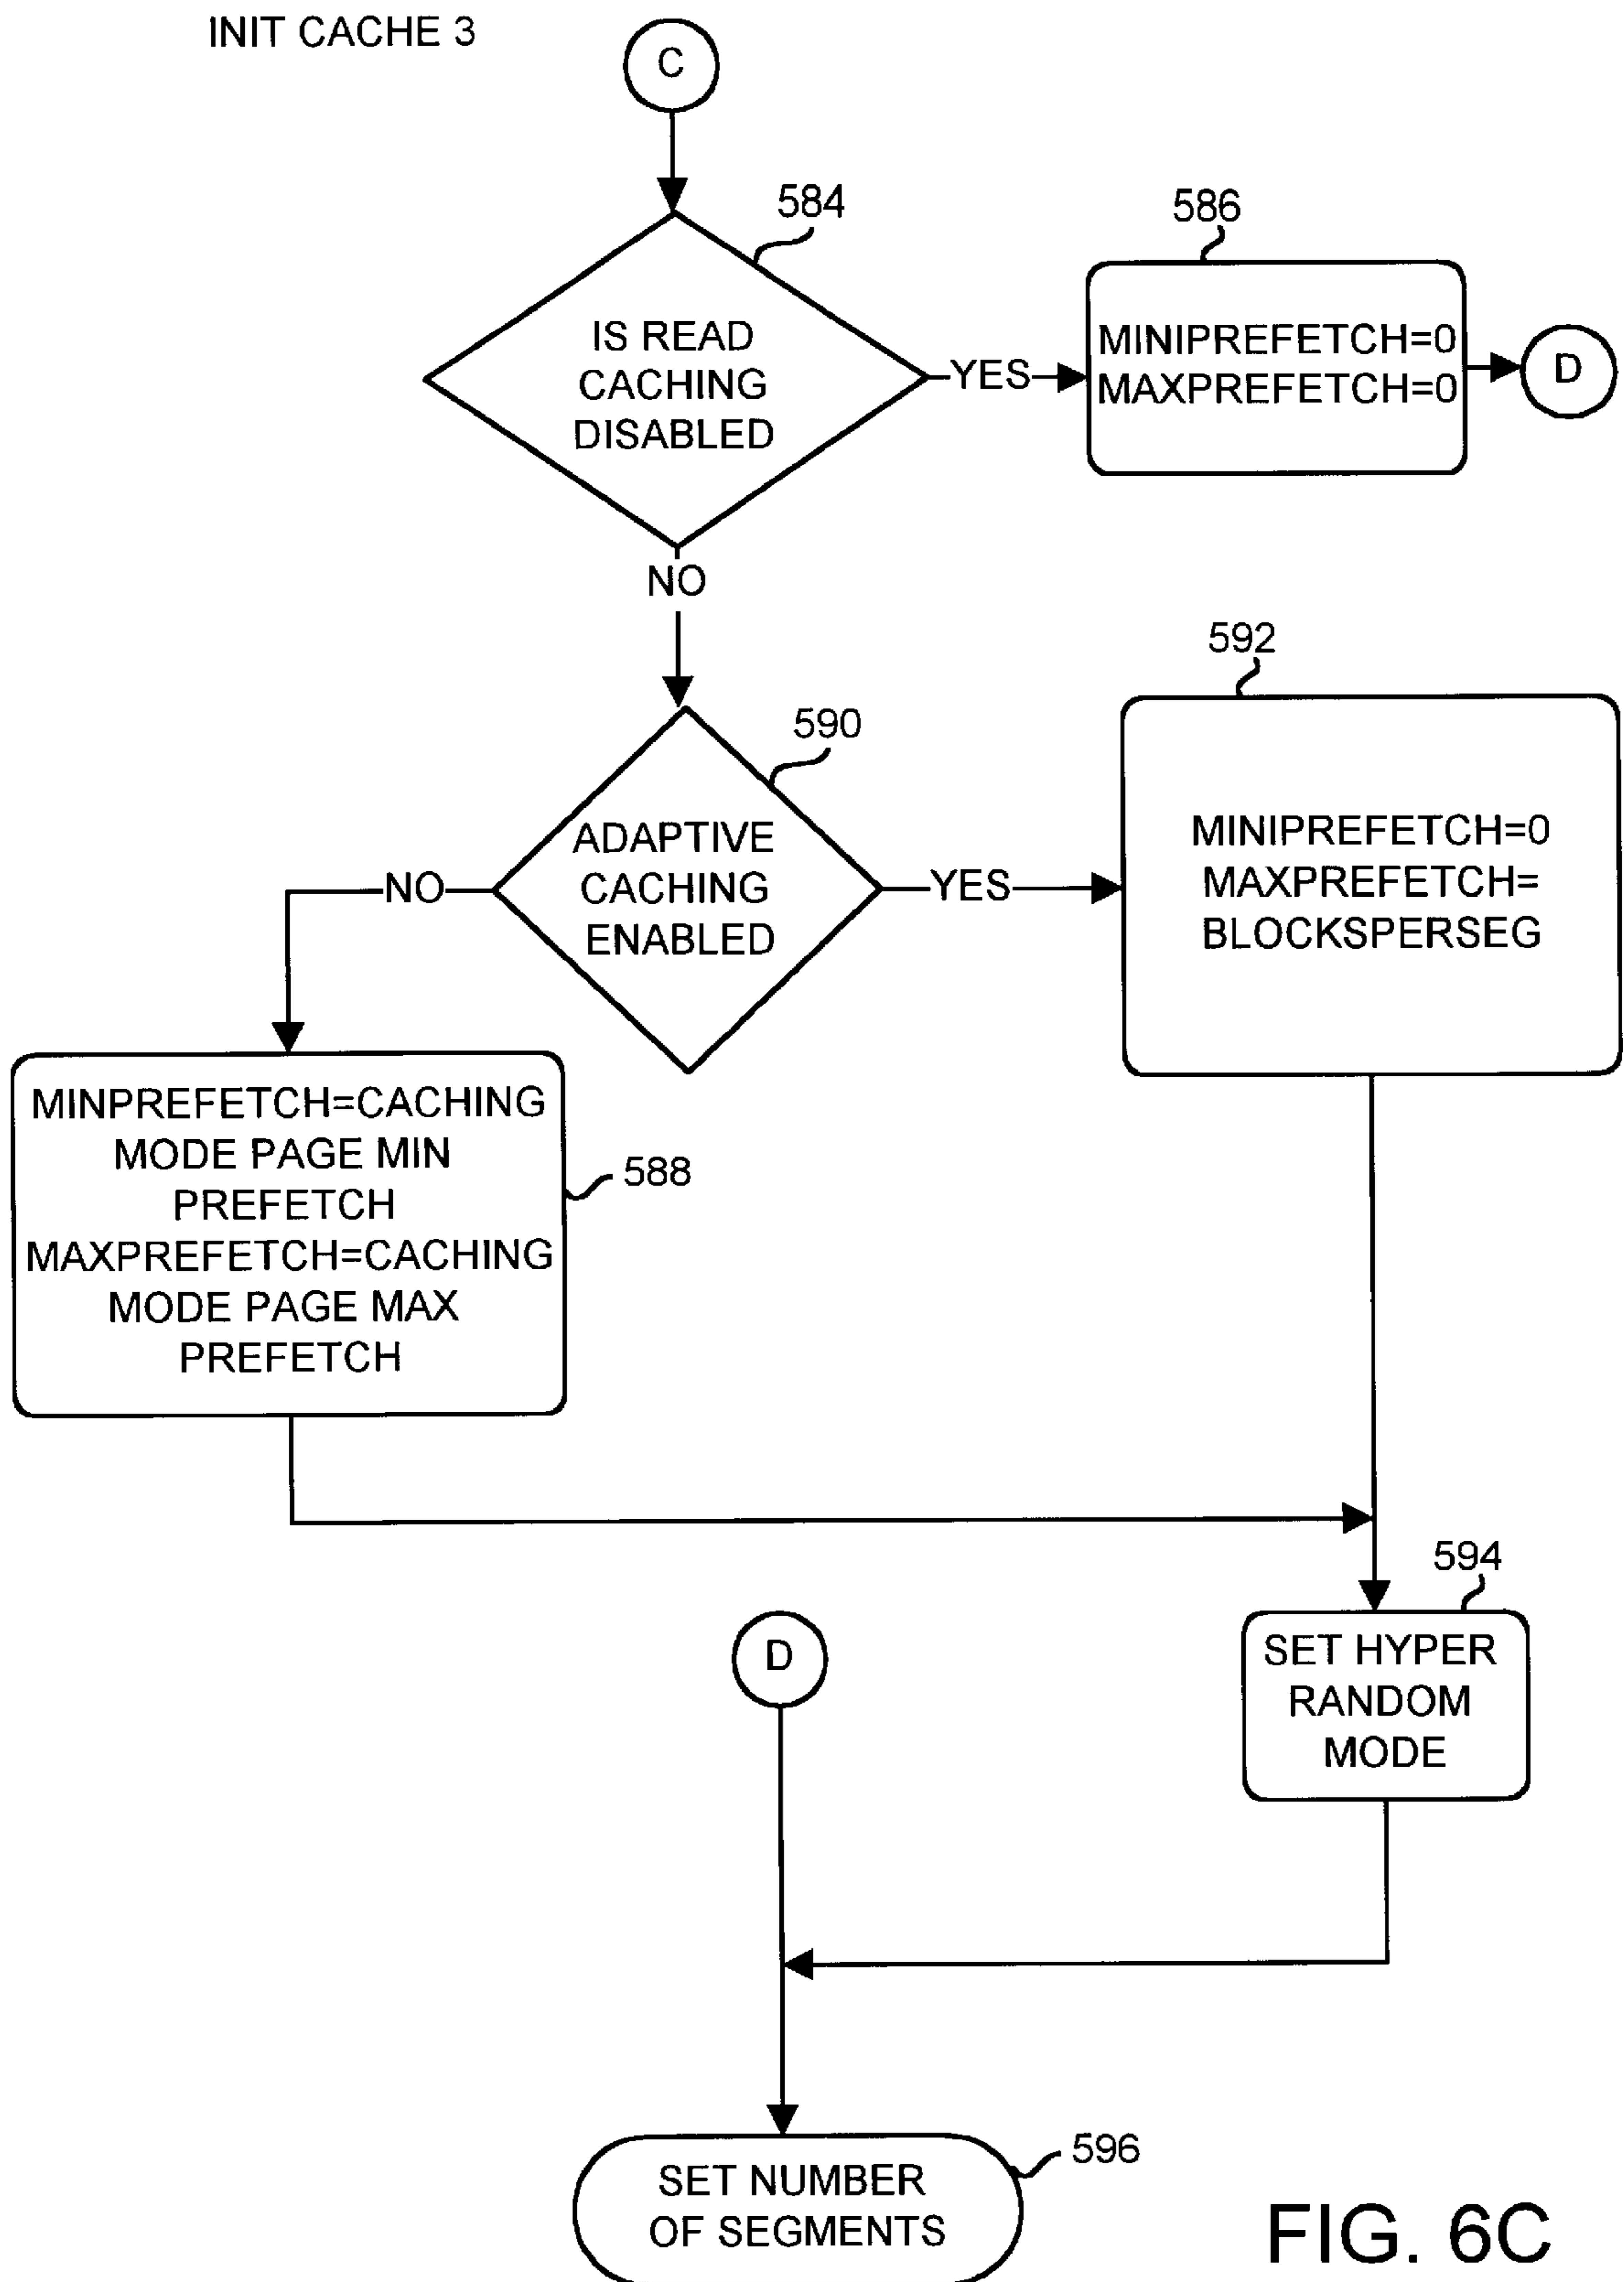 INIT CACHE 3
C
584
IS READ
CACHING
DISABLED
YES
586
MINIPREFETCH=0
MAXPREFETCH=0
D
NO
590
ADAPTIVE
CACHING
ENABLED
YES
592
MINIPREFETCH=0
MAXPREFETCH=
BLOCKSPERSEG
NO
MINPREFETCH=CACHING
MODE PAGE MIN
PREFETCH
MAXPREFETCH=CACHING
MODE PAGE MAX
PREFETCH
588
594
SET HYPER
RANDOM
MODE
D
596
SET NUMBER
OF SEGMENTS
FIG. 6C